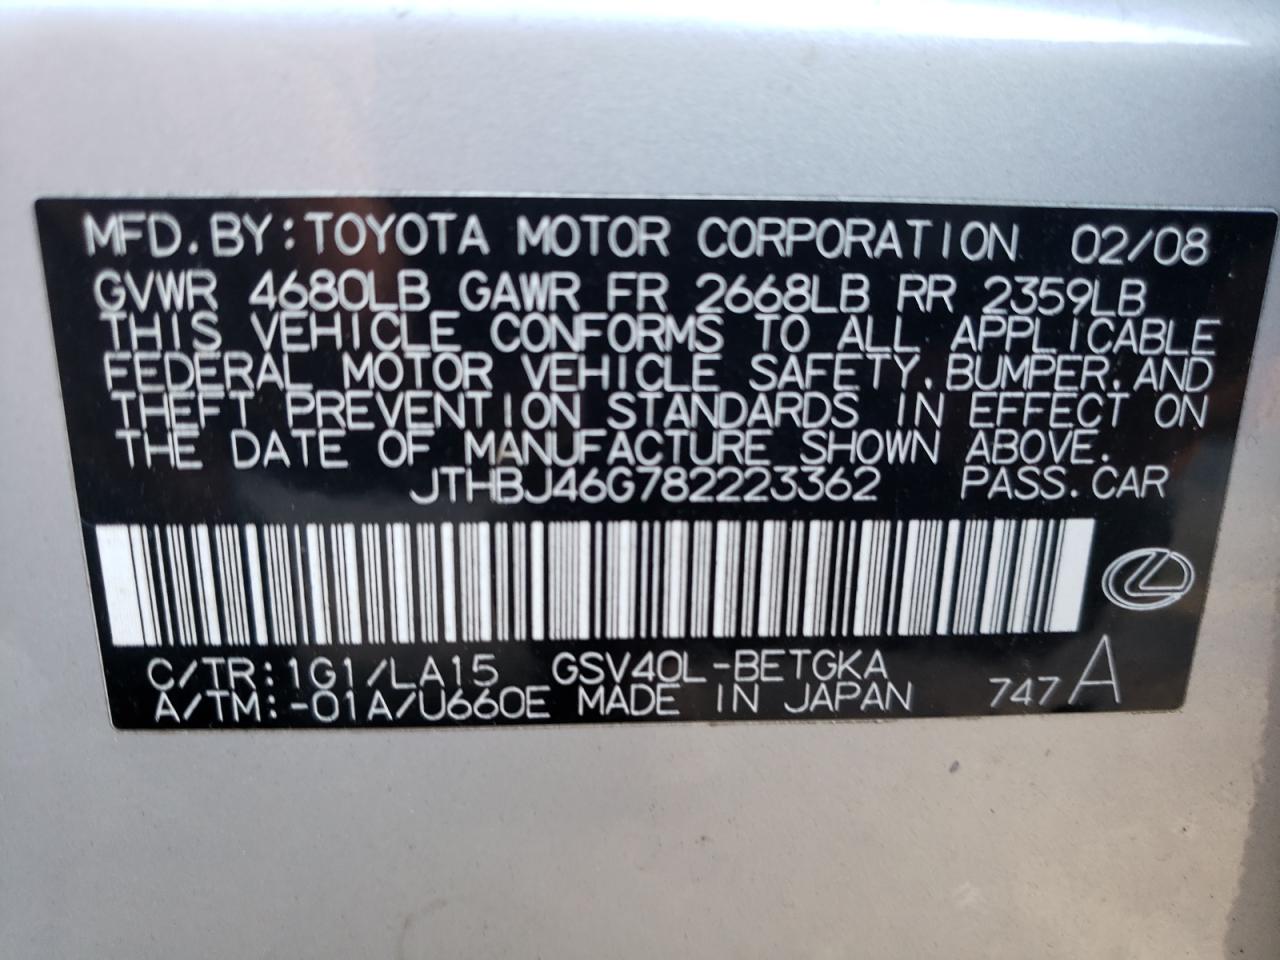 MFD. BY: TOYOTA MOTOR CORPORATION 02/08
GVWR 4680LB GAWR FR 2668LB RR 2359LB
THIS VEHICLE CONFORMS TO ALL APPLICABLE
FEDERAL MOTOR VEHICLE SAFETY, BUMPER, AND
THEFT PREVENTION STANDARDS IN EFFECT ON
THE DATE OF MANUFACTURE SHOWN ABOVE.
JTHBJ46G782223362 PASS. CAR
C/TR: 1G1/LA15 GSV40L-BETGKA
A/TM: -01A/U660E MADE IN JAPAN 747 A